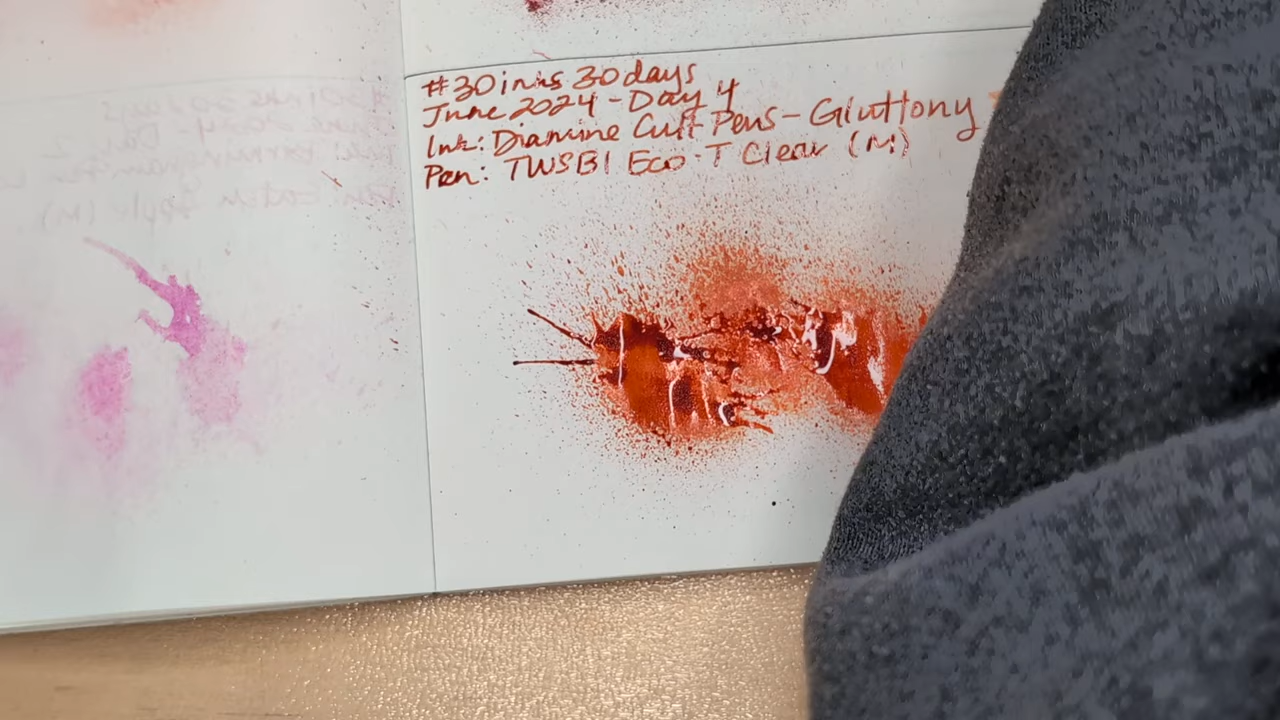 #30inks30days
June 2024 - Day 4
Ink: Diamine Cult Pens - Gluttony
Pen: TWSBI Eco-T Clear (M)